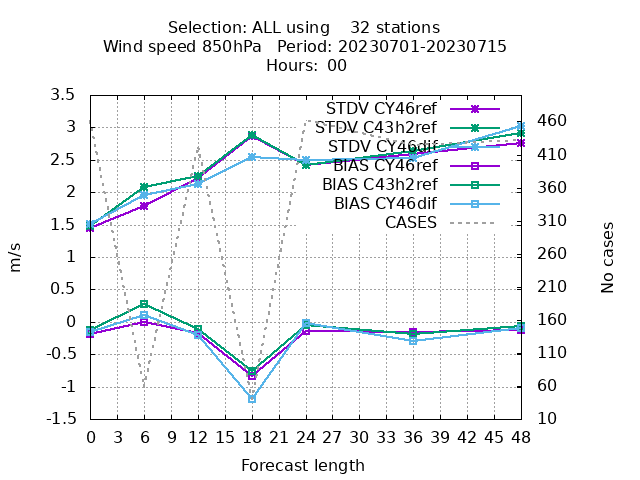 Selection: ALL using    32 stations
Wind speed 850hPa   Period: 20230701-20230715
Hours: 00
m/s
3.5
3
2.5
2
1.5
1
0.5
0
-0.5
-1
-1.5
STDV CY46ref
STDV C43h2ref
STDV CY46dif
BIAS CY46ref
BIAS C43h2ref
BIAS CY46dif
CASES
460
410
360
310
260
210
160
110
60
10
No cases
0 3 6 9 12 15 18 21 24 27 30 33 36 39 42 45 48
Forecast length